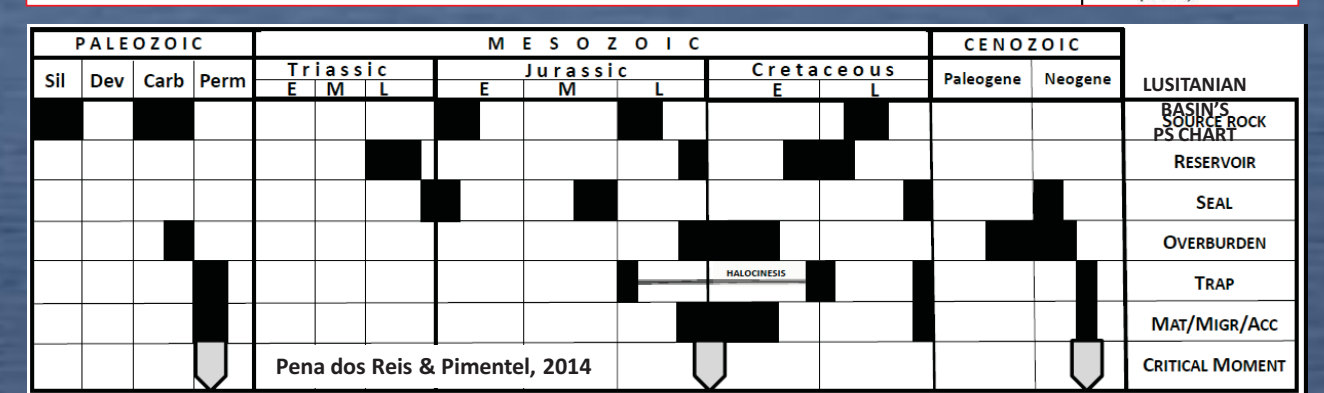 PALEOZOIC MESOZOIC CENOZOIC
Sil Dev Carb Perm Triassic Jurassic Cretaceous Paleogene Neogene
E M L E M L E L
LUSITANIAN
BASIN'S
SOURCE ROCK
PS CHART
RESERVOIR
SEAL
OVERBURDEN
HALOCINESIS TRAP
MAT/MIGR/ACC
Pena dos Reis & Pimentel, 2014 CRITICAL MOMENT